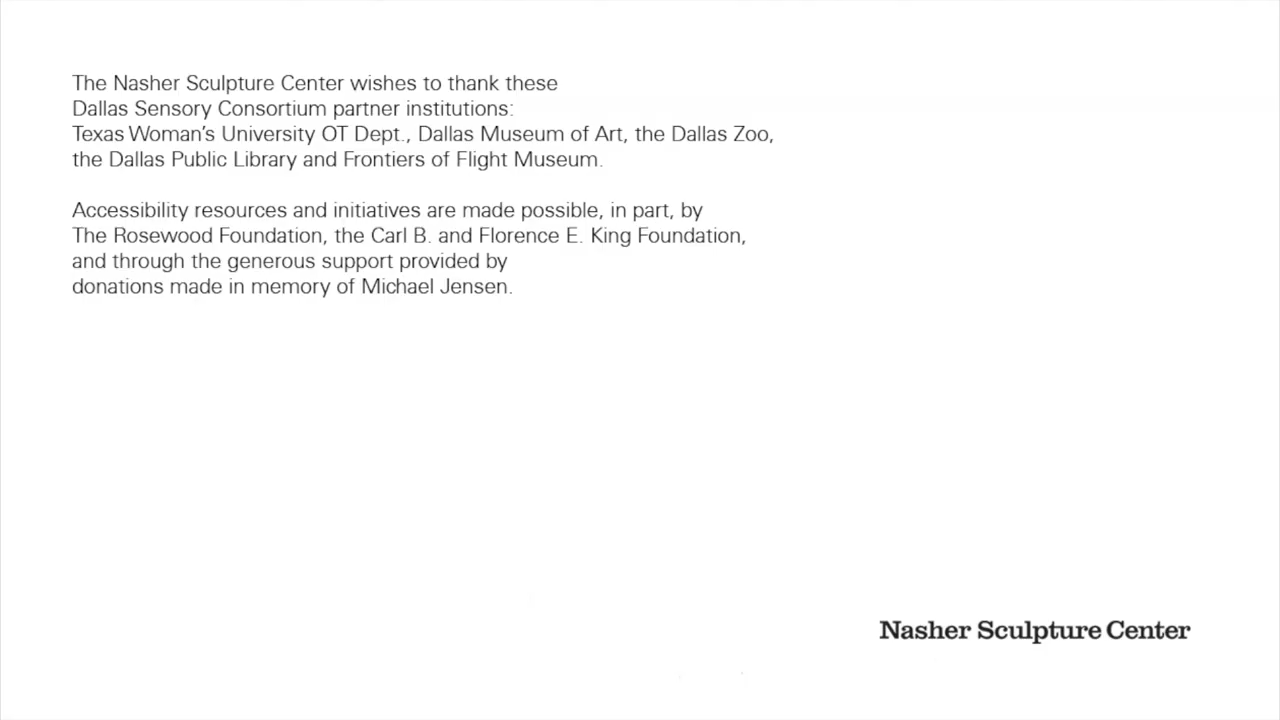 The Nasher Sculpture Center wishes to thank these
Dallas Sensory Consortium partner institutions:
Texas Woman's University OT Dept., Dallas Museum of Art, the Dallas Zoo,
the Dallas Public Library and Frontiers of Flight Museum.
Accessibility resources and initiatives are made possible, in part, by
The Rosewood Foundation, the Carl B. and Florence E. King Foundation,
and through the generous support provided by
donations made in memory of Michael Jensen.
Nasher Sculpture Center